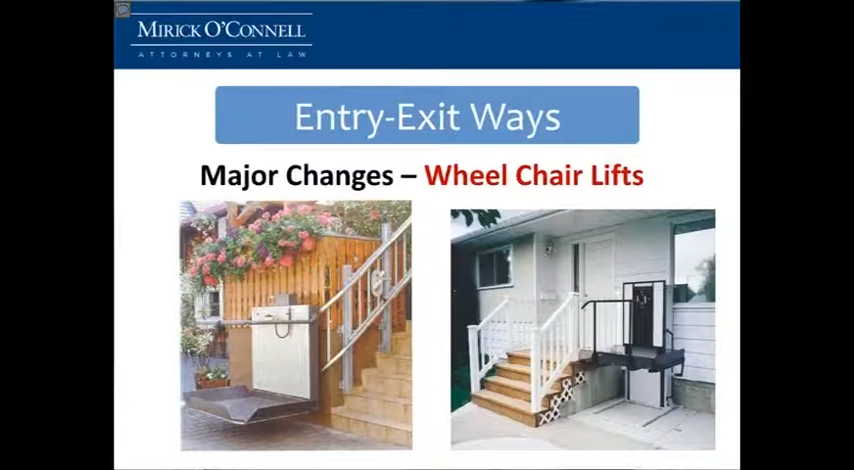 MIRICK O'CONNELL
ATTORNEYS AT LAW
Entry-Exit Ways
Major Changes – Wheel Chair Lifts